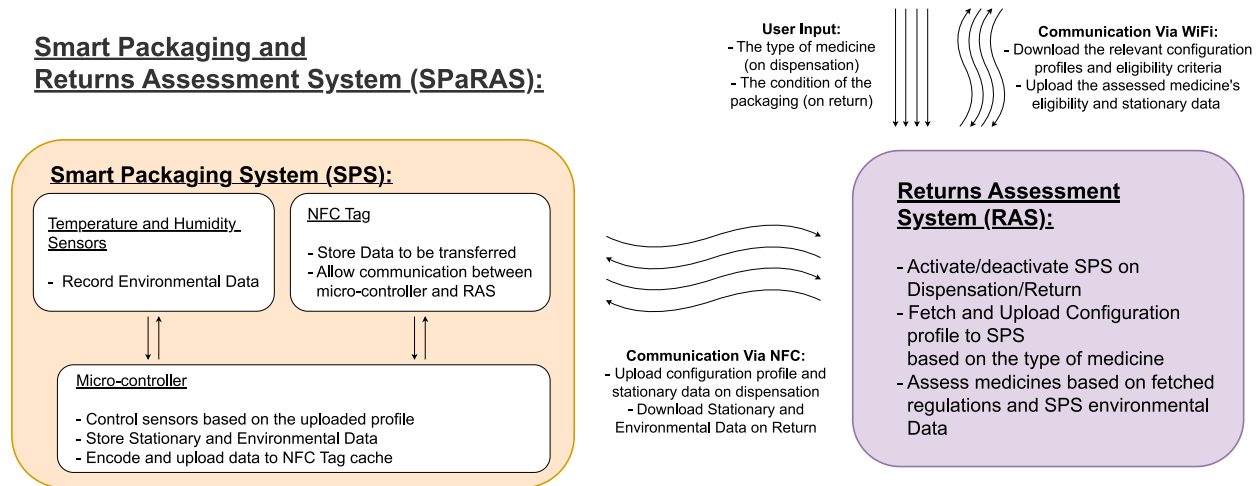 Smart Packaging and
Returns Assessment System (SPaRAS):
User Input:
- The type of medicine
(on dispensation)
- The condition of the
packaging (on return)
Communication Via WiFi:
- Download the relevant configuration
profiles and eligibility criteria
- Upload the assessed medicine's
eligibility and stationary data
Smart Packaging System (SPS):
Temperature and Humidity
Sensors
- Record Environmental Data
NFC Tag
- Store Data to be transferred
- Allow communication between
micro-controller and RAS
Micro-controller
- Control sensors based on the uploaded profile
- Store Stationary and Environmental Data
- Encode and upload data to NFC Tag cache
Communication Via NFC:
- Upload configuration profile and
stationary data on dispensation
- Download Stationary and
Environmental Data on Return
Returns Assessment
System (RAS):
- Activate/deactivate SPS on
Dispensation/Return
- Fetch and Upload Configuration
profile to SPS
based on the type of medicine
- Assess medicines based on fetched
regulations and SPS environmental
Data